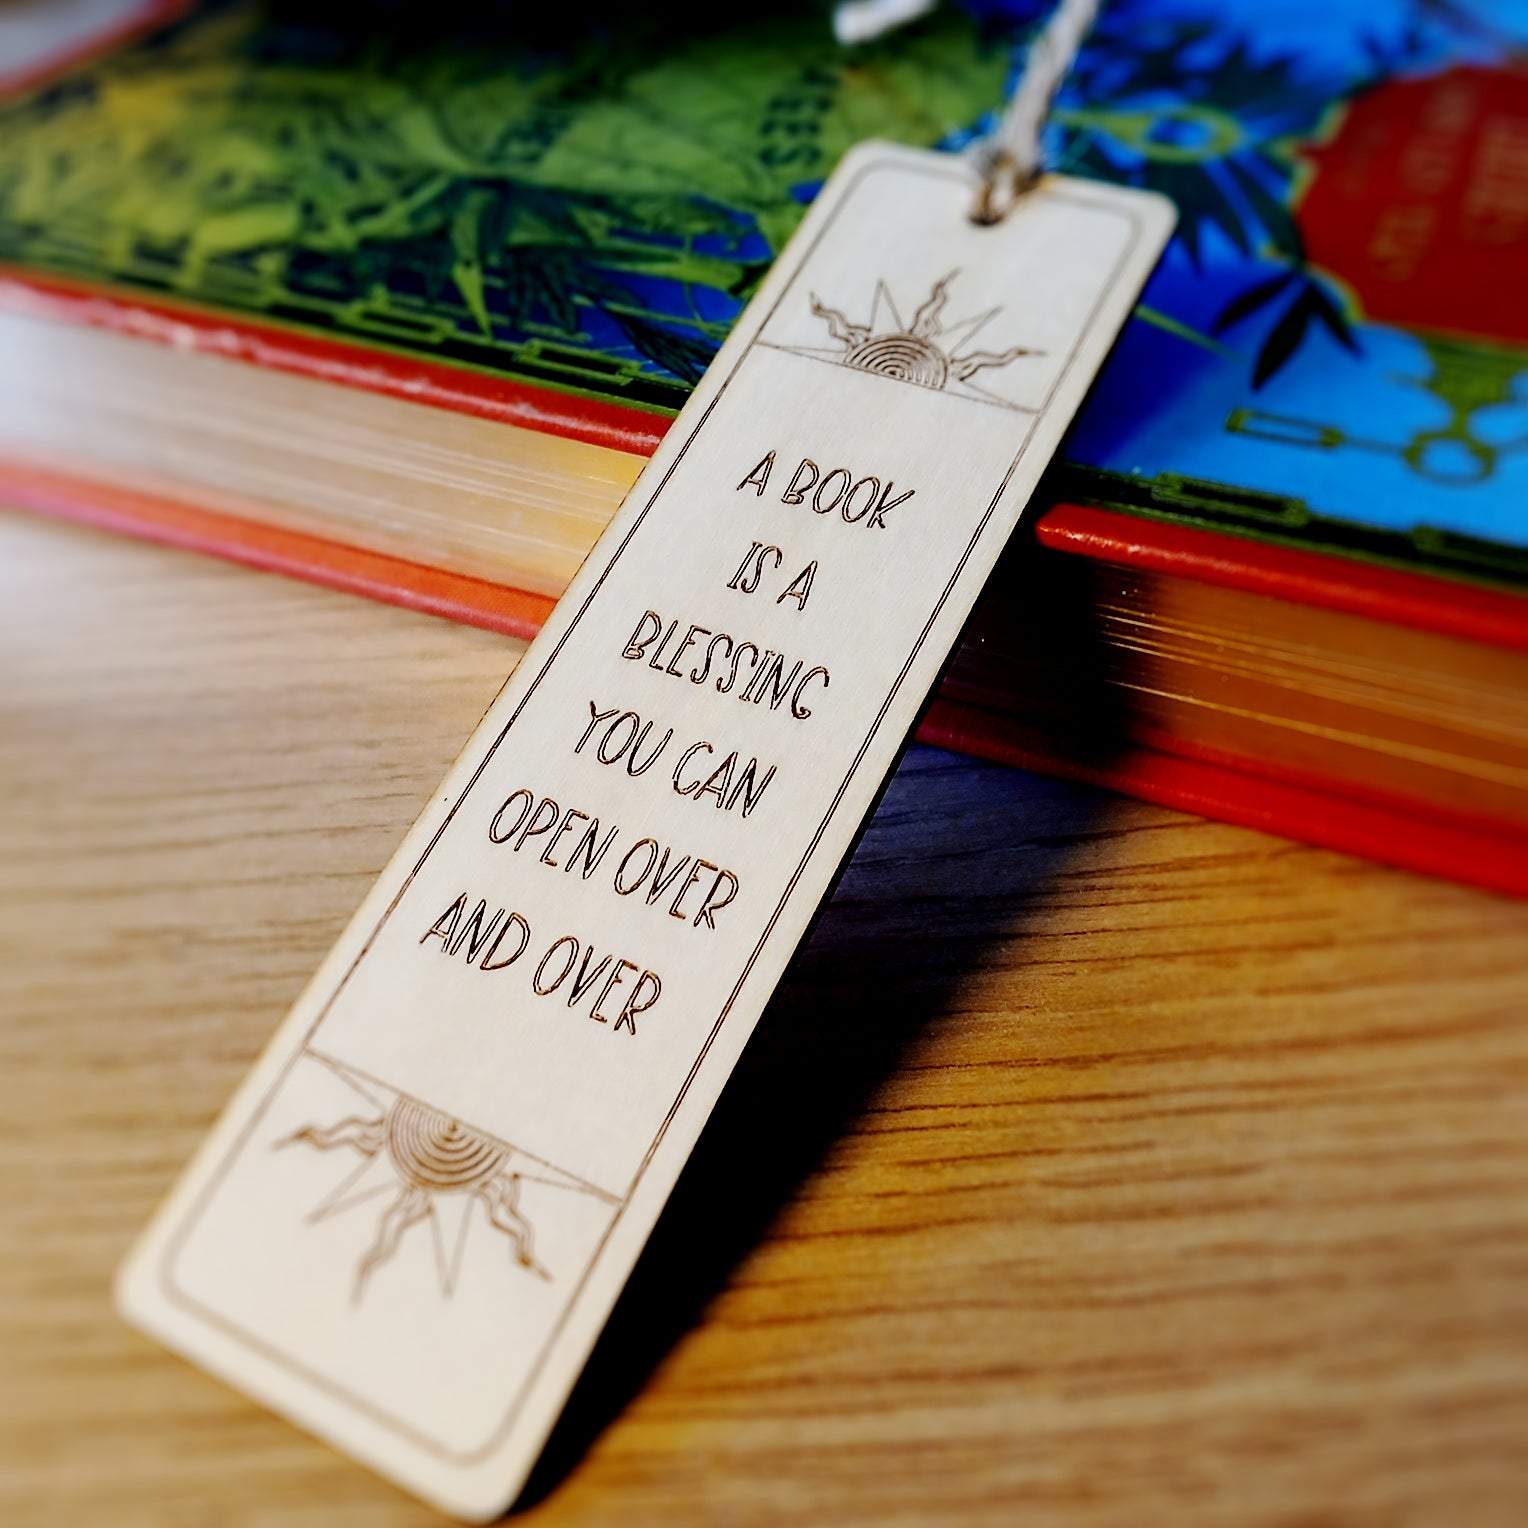 A BOOK
IS A
BLESSING
YOU CAN
OPEN OVER
AND OVER